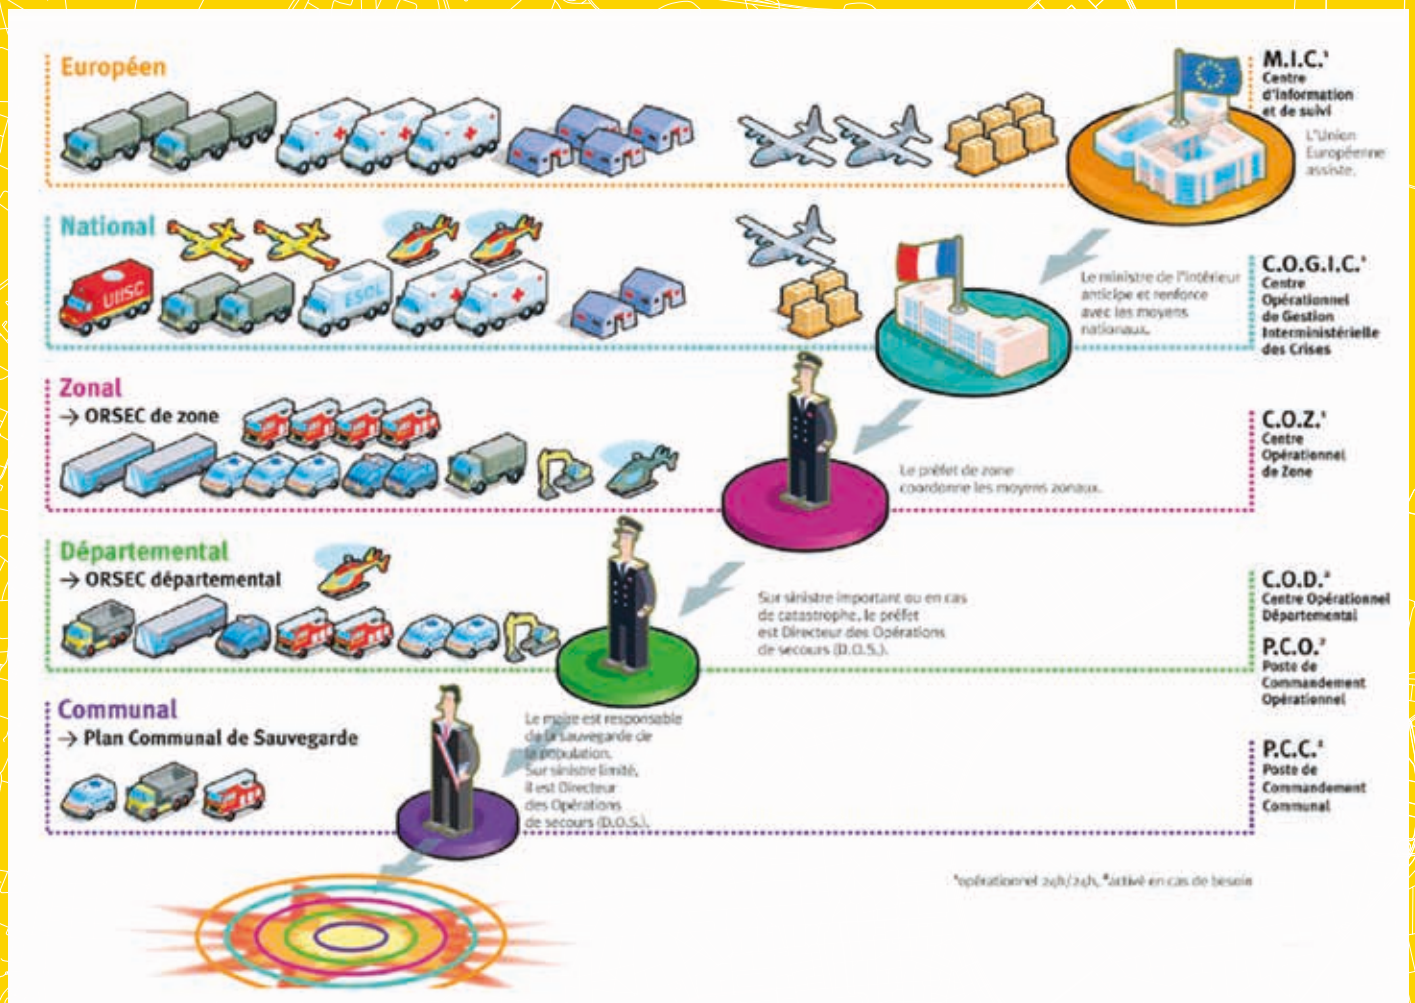 Européen
M.I.C.¹
Centre
d'Information
et de suivi
L'Union
Européenne
assiste.
National
UIISC
ESOL
Le ministre de l'intérieur
anticipe et renforce
avec les moyens
nationaux.
C.O.G.I.C.¹
Centre
Opérationnel
de Gestion
Interministérielle
des Crises
Zonal
→ ORSEC de zone
Le préfet de zone
coordonne les moyens zonaux.
C.O.Z.¹
Centre
Opérationnel
de Zone
Départemental
→ ORSEC départemental
Sur sinistre important ou en cas
de catastrophe, le préfet
est Directeur des Opérations
de secours (D.O.S.).
C.O.D.²
Centre Opérationnel
Départemental
P.C.O.²
Poste de
Commandement
Opérationnel
Communal
→ Plan Communal de Sauvegarde
Le maire est responsable
de la sauvegarde de
la population.
Sur sinistre limité,
il est Directeur
des Opérations
de secours (D.O.S.).
P.C.C.²
Poste de
Commandement
Communal
¹opérationnel 24h/24h, ²activé en cas de besoin